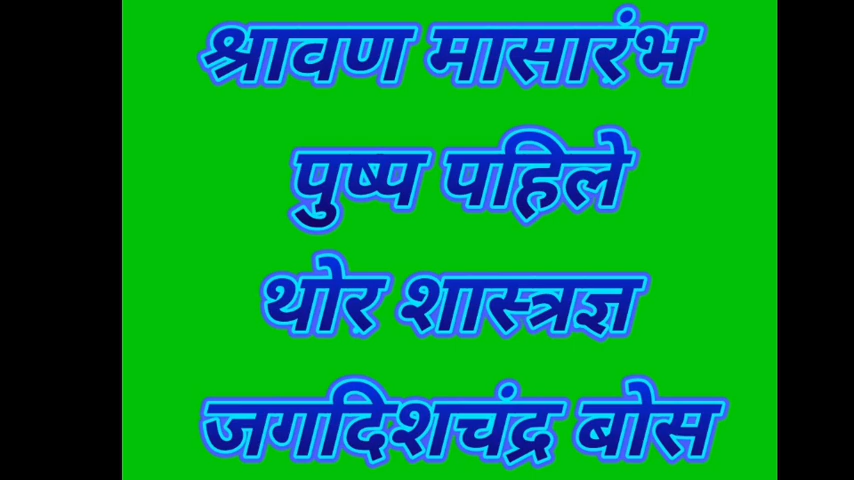 श्रावण मासारंभ
पुष्प पहिले
थोर शास्त्रज्ञ
जगदिशचंद्र बोस